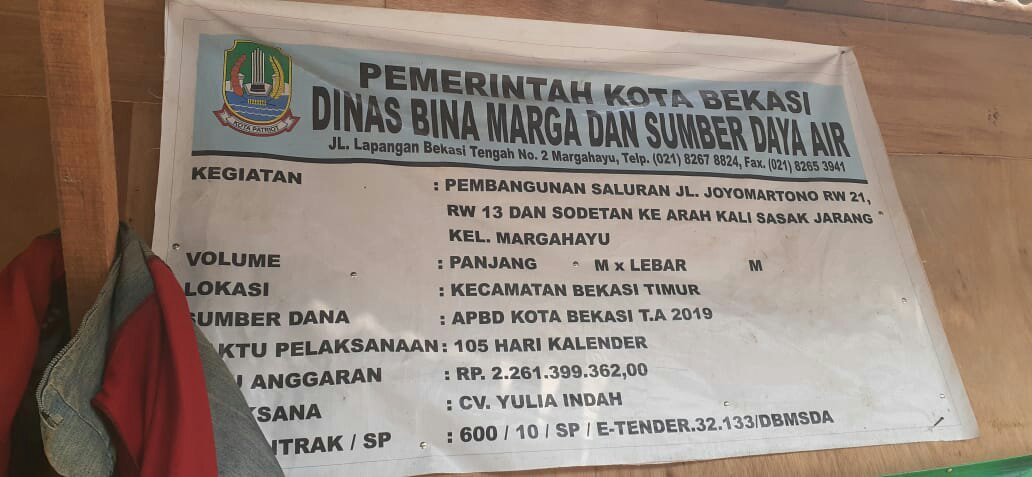 PEMERINTAH KOTA BEKASI
DINAS BINA MARGA DAN SUMBER DAYA AIR
JL. Lapangan Bekasi Tengah No. 2 Margahayu, Telp. (021) 8267 8824, Fax. (021) 8265 3941
KOTA PATRIOT
KEGIATAN : PEMBANGUNAN SALURAN JL. JOYOMARTONO RW 21,
RW 13 DAN SODETAN KE ARAH KALI SASAK JARANG
KEL. MARGAHAYU
VOLUME : PANJANG M x LEBAR M
LOKASI : KECAMATAN BEKASI TIMUR
SUMBER DANA : APBD KOTA BEKASI T.A 2019
KTU PELAKSANAAN : 105 HARI KALENDER
U ANGGARAN : RP. 2.261.399.362,00
KSANA : CV. YULIA INDAH
NTRAK / SP : 600 / 10 / SP / E-TENDER.32.133/DBMSDA